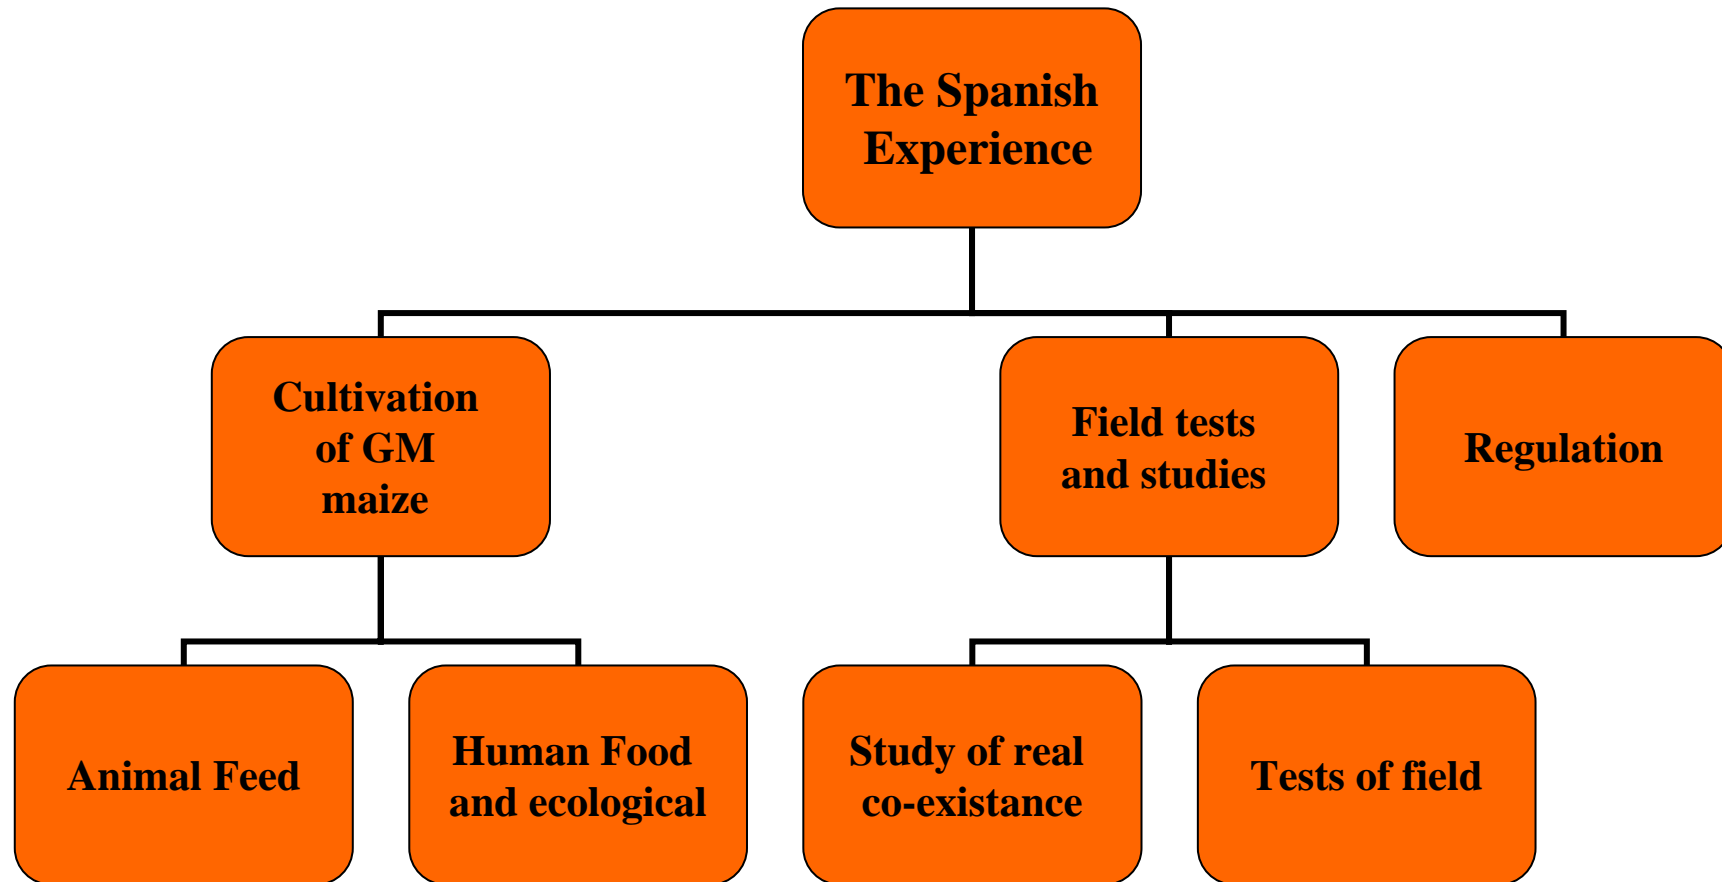 The Spanish
Experience
Cultivation
of GM
maize
Field tests
and studies
Regulation
Animal Feed
Human Food
and ecological
Study of real
co-existance
Tests of field